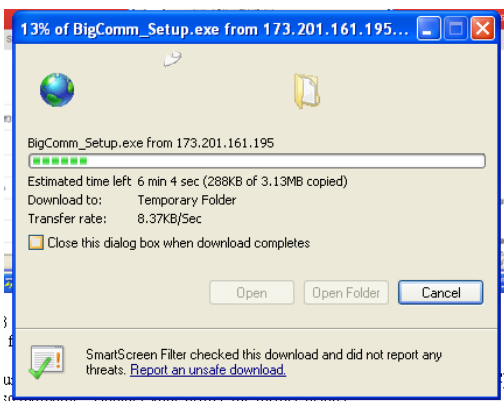 13% of BigComm_Setup.exe from 173.201.161.195...
BigComm_Setup.exe from 173.201.161.195
Estimated time left 6 min 4 sec (288KB of 3.13MB copied)
Download to: Temporary Folder
Transfer rate: 8.37KB/Sec
Close this dialog box when download completes
Open Open Folder Cancel
SmartScreen Filter checked this download and did not report any
threats. Report an unsafe download.